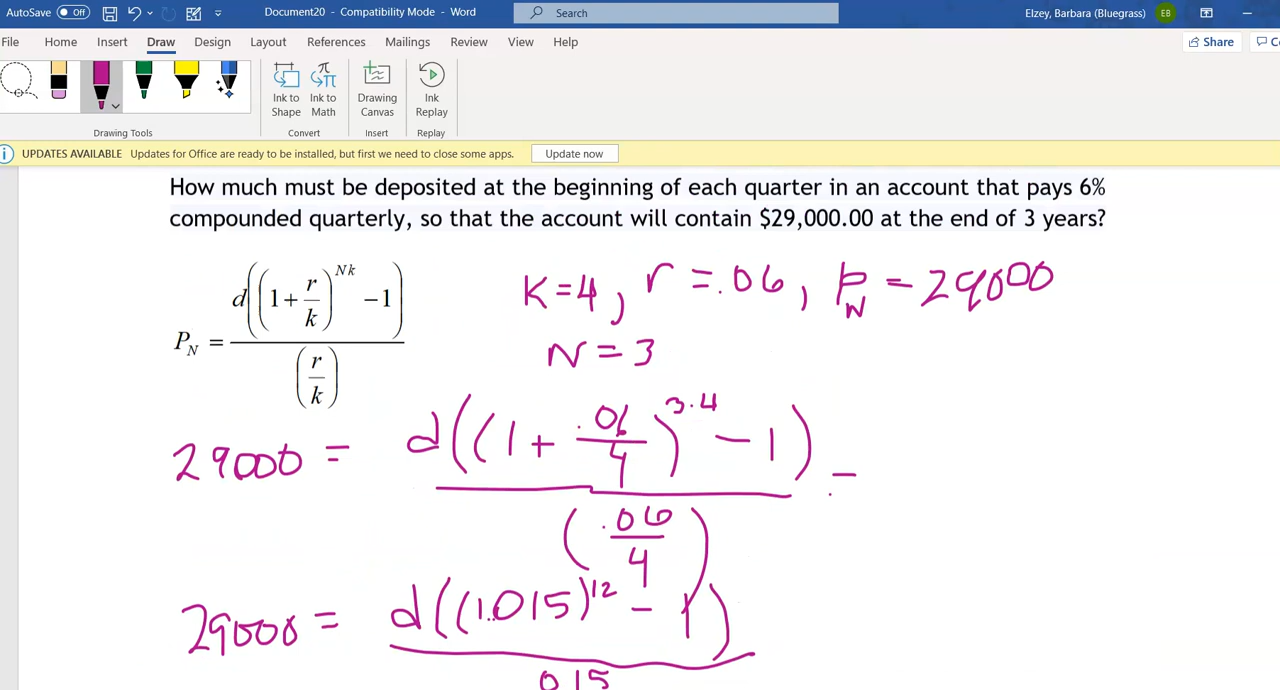 AutoSave Off Document20 - Compatibility Mode - Word Search Elzey, Barbara (Bluegrass) EB
File Home Insert Draw Design Layout References Mailings Review View Help Share Co
Ink to Shape Ink to Math Drawing Canvas Ink Replay
Drawing Tools Convert Insert Replay
UPDATES AVAILABLE Updates for Office are ready to be installed, but first we need to close some apps. Update now
How much must be deposited at the beginning of each quarter in an account that pays 6%
compounded quarterly, so that the account will contain $29,000.00 at the end of 3 years?
P_N = d((1 + r/k)^{Nk} - 1) / (r/k)
K = 4, r = .06, P_N = 29000
N = 3
29000 = d((1 + .06/4)^{3.4} - 1) / (.06/4) =
29000 = d((1.015)^{12} - 1) / 015